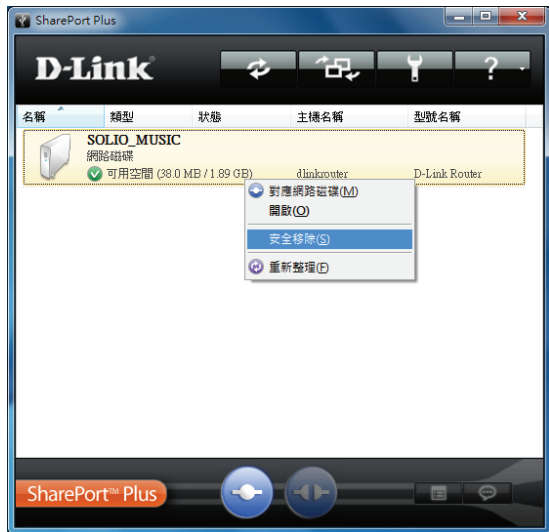 SharePort Plus
D-Link
?
名稱 類型 狀態 主機名稱 型號名稱
SOLIO_MUSIC
網路磁碟
可用空間 (38.0 MB / 1.89 GB) dlinkrouter D-Link Router
對應網路磁碟(M)
開啟(O)
安全移除(S)
重新整理(F)
SharePort™ Plus